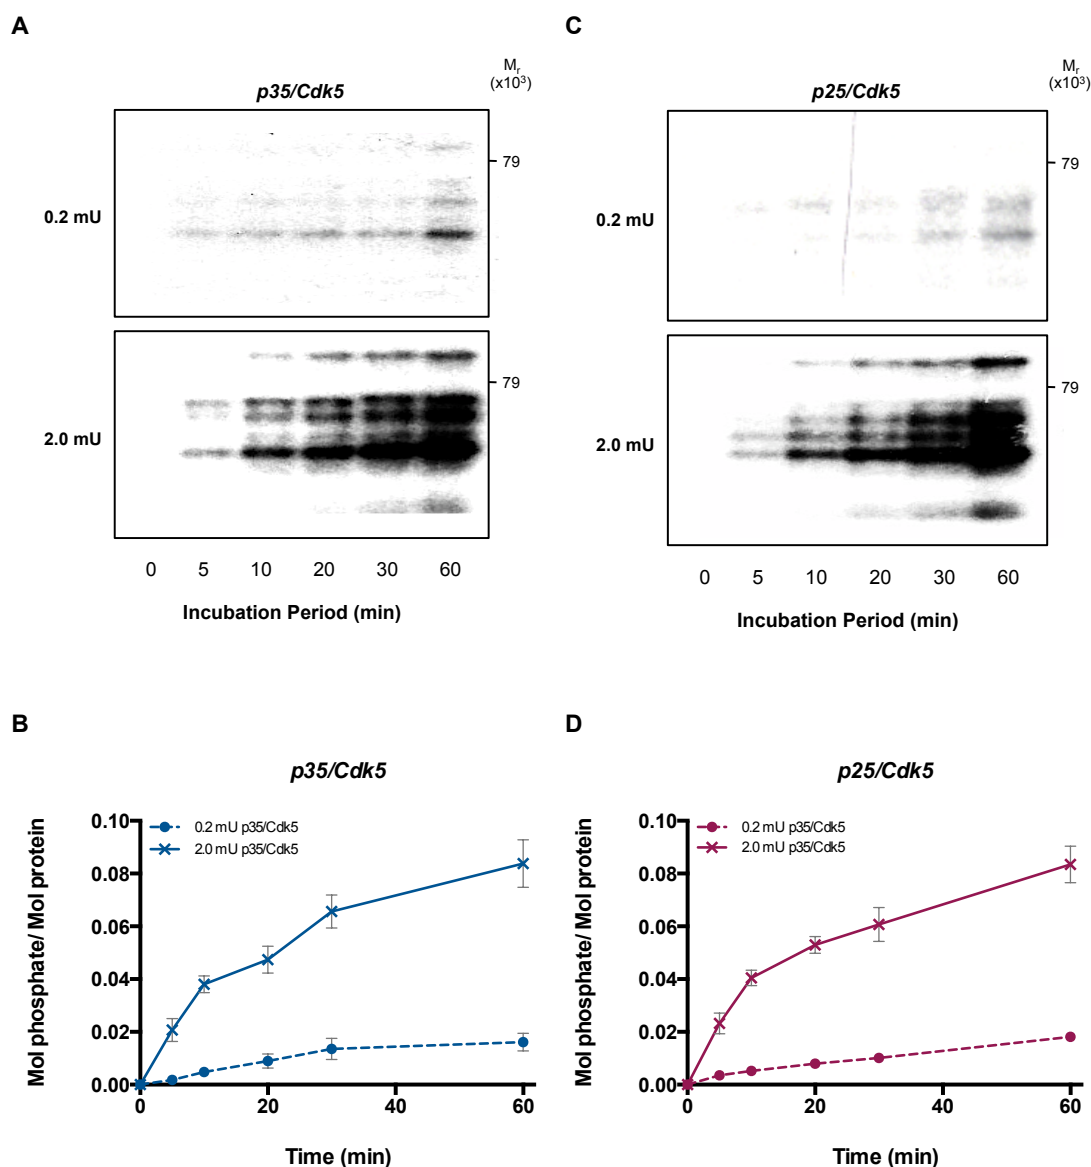 A
p35/Cdk5
Mr
(x10³)
79
0.2 mU
79
2.0 mU
0 5 10 20 30 60
Incubation Period (min)
C
p25/Cdk5
Mr
(x10³)
79
0.2 mU
79
2.0 mU
0 5 10 20 30 60
Incubation Period (min)
B
p35/Cdk5
Mol phosphate/ Mol protein
0.10
0.08
0.06
0.04
0.02
0.00
0.2 mU p35/Cdk5
2.0 mU p35/Cdk5
0 20 40 60
Time (min)
D
p25/Cdk5
Mol phosphate/ Mol protein
0.10
0.08
0.06
0.04
0.02
0.00
0.2 mU p35/Cdk5
2.0 mU p35/Cdk5
0 20 40 60
Time (min)